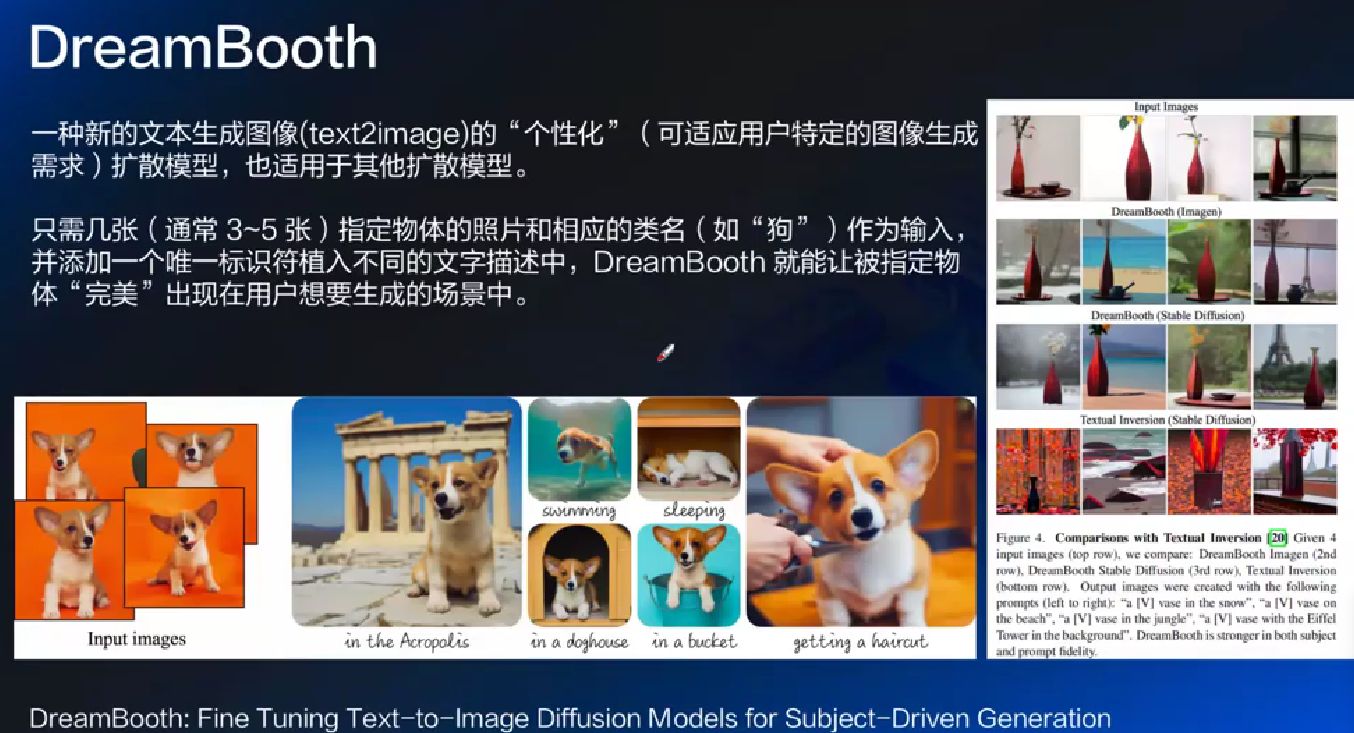 DreamBooth
一种新的文本生成图像(text2image)的“个性化”（可适应用户特定的图像生成
需求）扩散模型，也适用于其他扩散模型。
只需几张（通常 3~5 张）指定物体的照片和相应的类名（如“狗”）作为输入，
并添加一个唯一标识符植入不同的文字描述中，DreamBooth 就能让被指定物
体“完美”出现在用户想要生成的场景中。
Input images
in the Acropolis
swimming
sleeping
in a doghouse
in a bucket
getting a haircut
Input Images
DreamBooth (Imagen)
DreamBooth (Stable Diffusion)
Textual Inversion (Stable Diffusion)
Figure 4. Comparisons with Textual Inversion [20] Given 4
input images (top row), we compare: DreamBooth Imagen (2nd
row), DreamBooth Stable Diffusion (3rd row), Textual Inversion
(bottom row). Output images were created with the following
prompts (left to right): “a [V] vase in the snow”, “a [V] vase on
the beach”, “a [V] vase in the jungle”, “a [V] vase with the Eiffel
Tower in the background”. DreamBooth is stronger in both subject
and prompt fidelity.
DreamBooth: Fine Tuning Text-to-Image Diffusion Models for Subject-Driven Generation